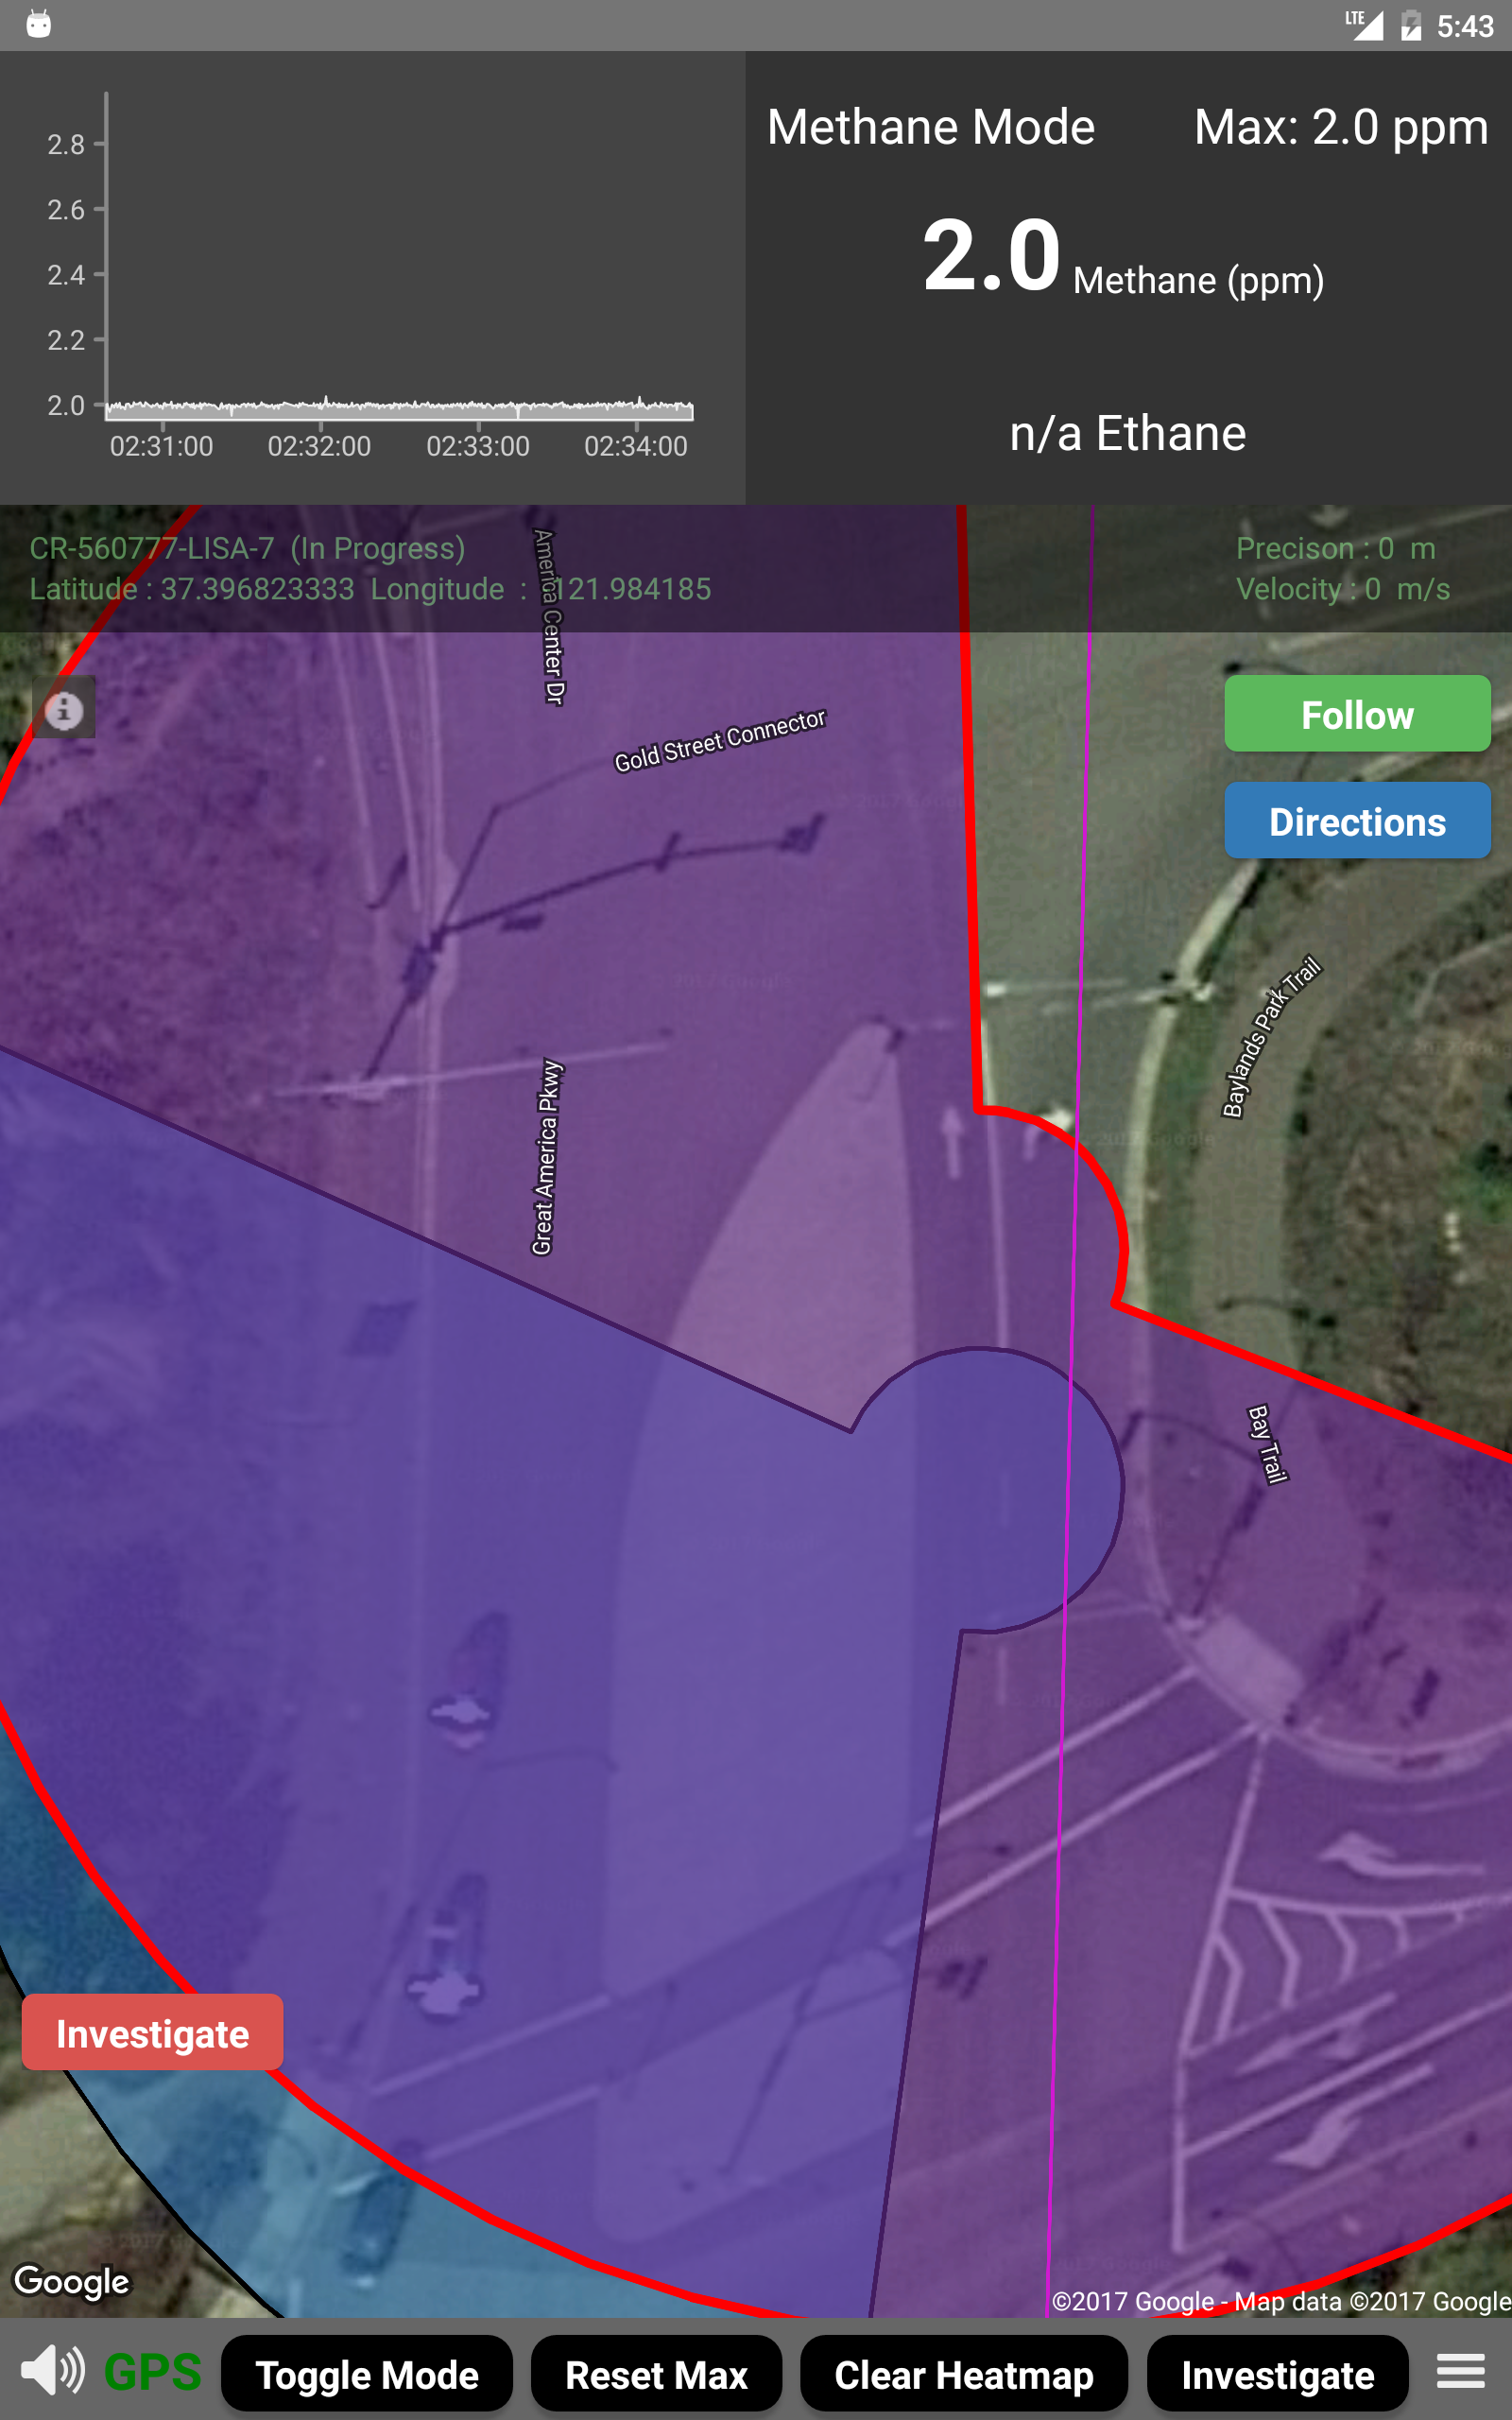 LTE 5:43
2.8
2.6
2.4
2.2
2.0
02:31:00 02:32:00 02:33:00 02:34:00
Methane Mode Max: 2.0 ppm
2.0 Methane (ppm)
n/a Ethane
CR-560777-LISA-7 (In Progress)
Latitude : 37.396823333 Longitude : -121.984185
Precison : 0 m
Velocity : 0 m/s
America Center Dr
Gold Street Connector
Follow
Directions
Baylands Park Trail
Great America Pkwy
Bay Trail
Investigate
Google
©2017 Google - Map data ©2017 Google
GPS Toggle Mode Reset Max Clear Heatmap Investigate